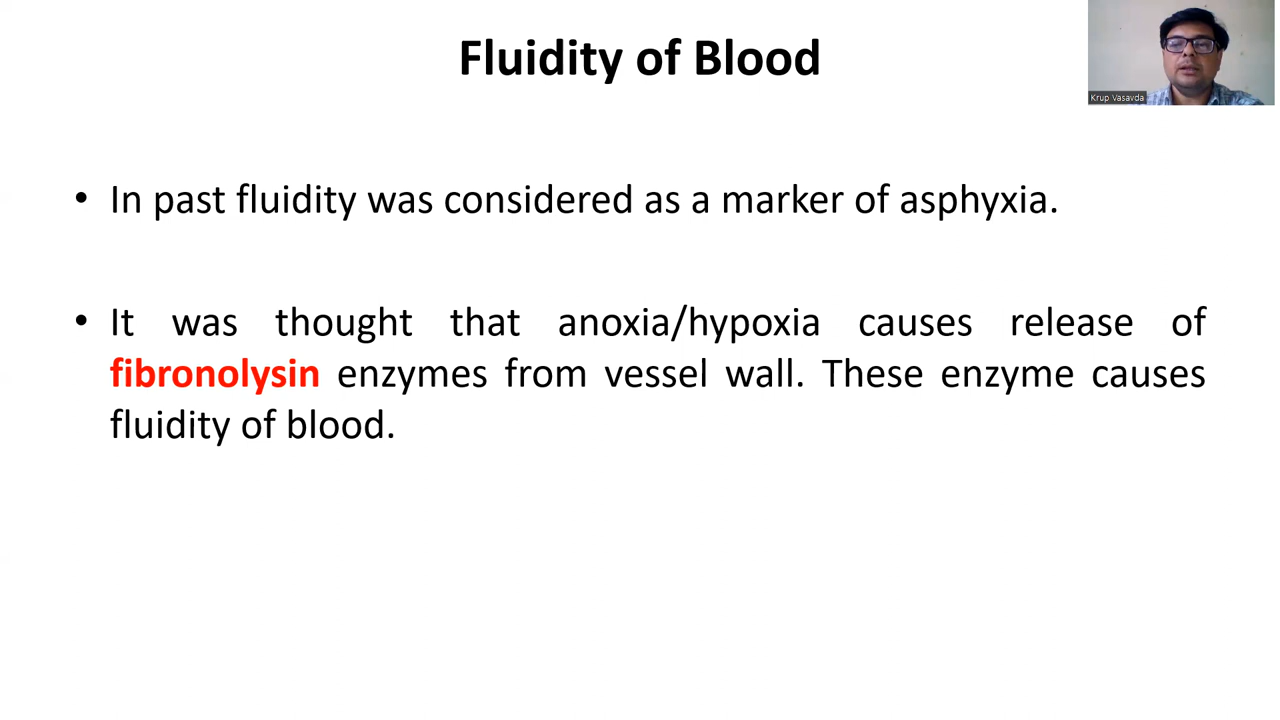 Fluidity of Blood
Krup Vasavda
• In past fluidity was considered as a marker of asphyxia.
• It was thought that anoxia/hypoxia causes release of
fibronolysin enzymes from vessel wall. These enzyme causes
fluidity of blood.